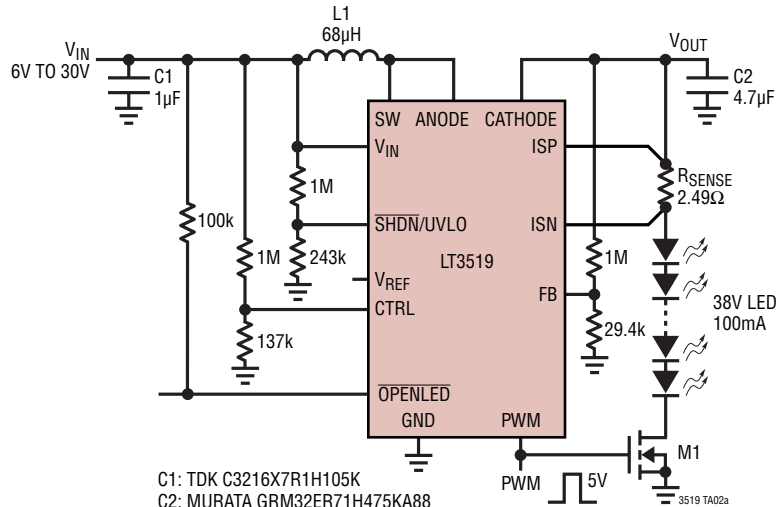 L1
68µH
V_IN
6V TO 30V
C1
1µF
V_OUT
C2
4.7µF
SW ANODE CATHODE
V_IN
ISP
1M
R_SENSE
2.49Ω
100k
SHDN/UVLO
ISN
1M
243k
LT3519
1M
V_REF
FB
38V LED
100mA
CTRL
137k
29.4k
OPENLED
GND PWM
M1
PWM
5V
3519 TA02a
C1: TDK C3216X7R1H105K
C2: MURATA GRM32ER71H475KA88